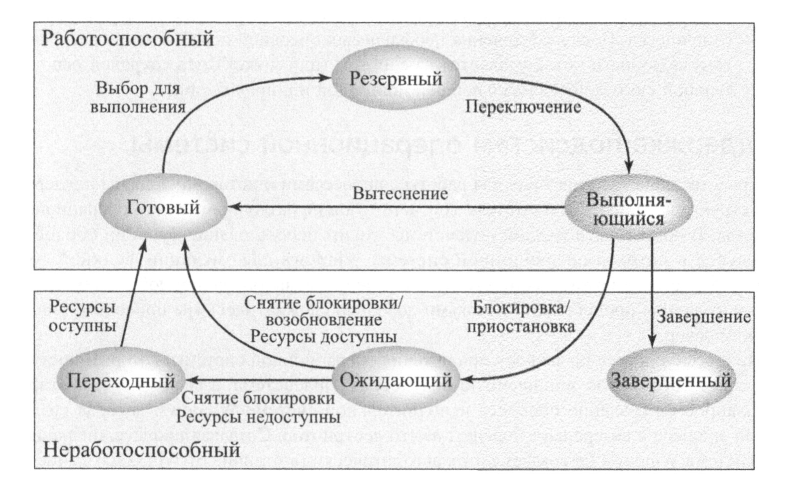 Работоспособный
Резервный
Выбор для
выполнения
Переключение
Готовый
Вытеснение
Выполня-
ющийся
Ресурсы
оступны
Снятие блокировки/
возобновление
Ресурсы доступны
Блокировка/
приостановка
Завершение
Переходный
Ожидающий
Завершенный
Снятие блокировки
Ресурсы недоступны
Неработоспособный